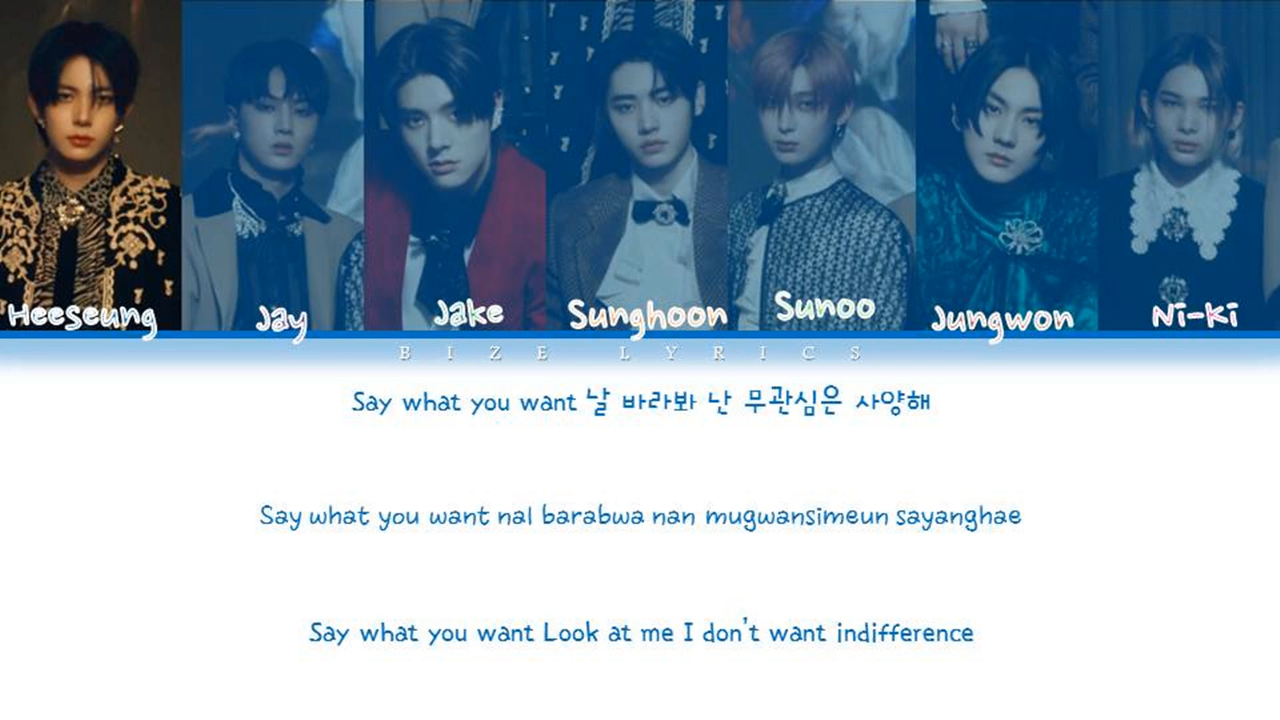 Heeseung
Jay
Jake
Sunghoon
Sunoo
Jungwon
Ni-Ki
BIZE LYRICS
Say what you want 날 바라봐 난 무관심은 사양해
Say what you want nal barabwa nan mugwansimeun sayanghae
Say what you want Look at me I don't want indifference